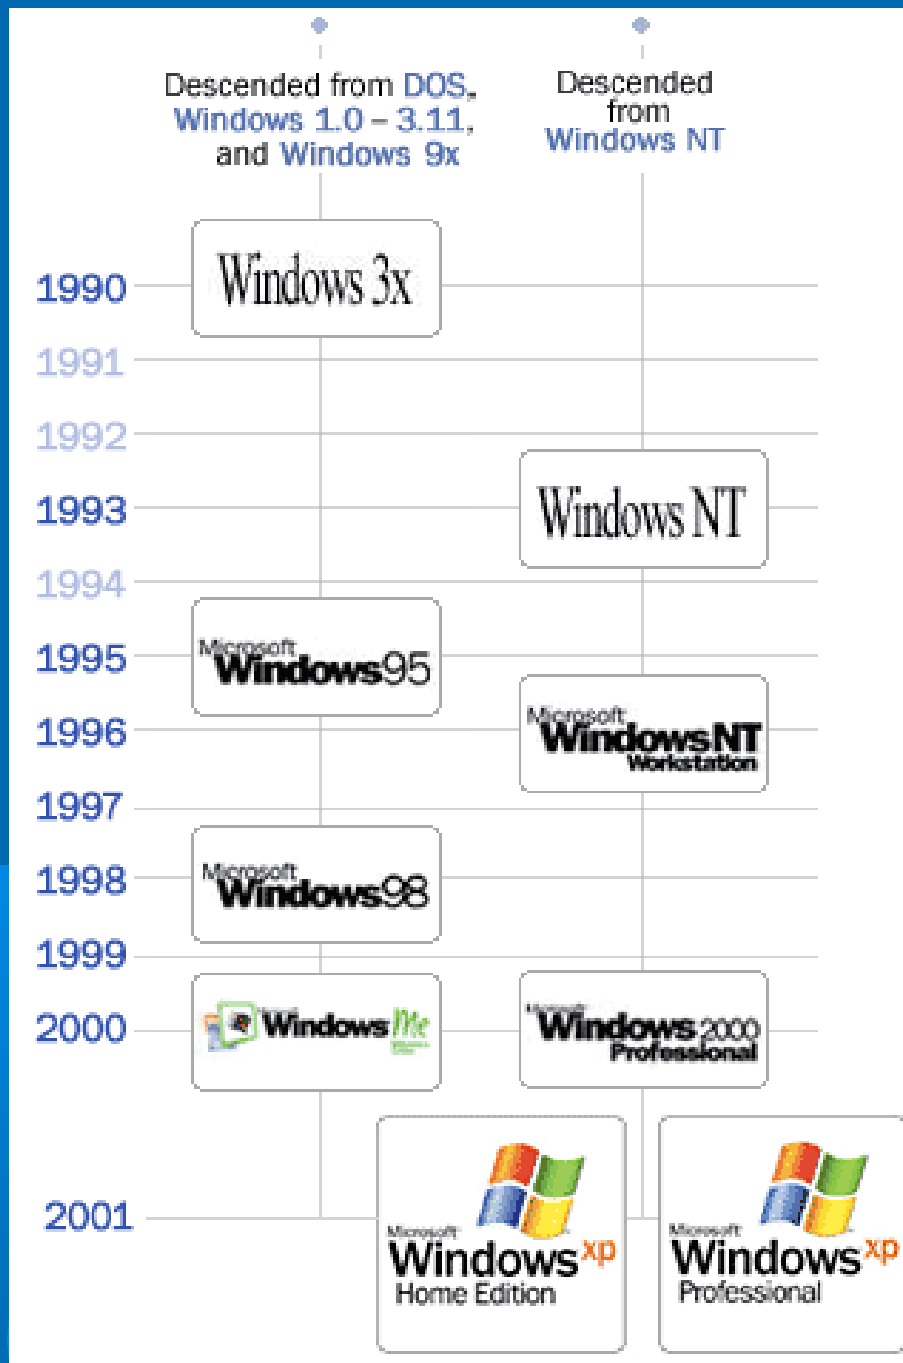 Descended from DOS,
Windows 1.0 – 3.11,
and Windows 9x
Descended
from
Windows NT
1990
Windows 3x
1991
1992
1993
Windows NT
1994
1995
Microsoft
Windows95
1996
Microsoft
WindowsNT
Workstation
1997
1998
Microsoft
Windows98
1999
2000
Windows Me
Microsoft
Windows 2000
Professional
2001
Microsoft
Windows xp
Home Edition
Microsoft
Windows xp
Professional